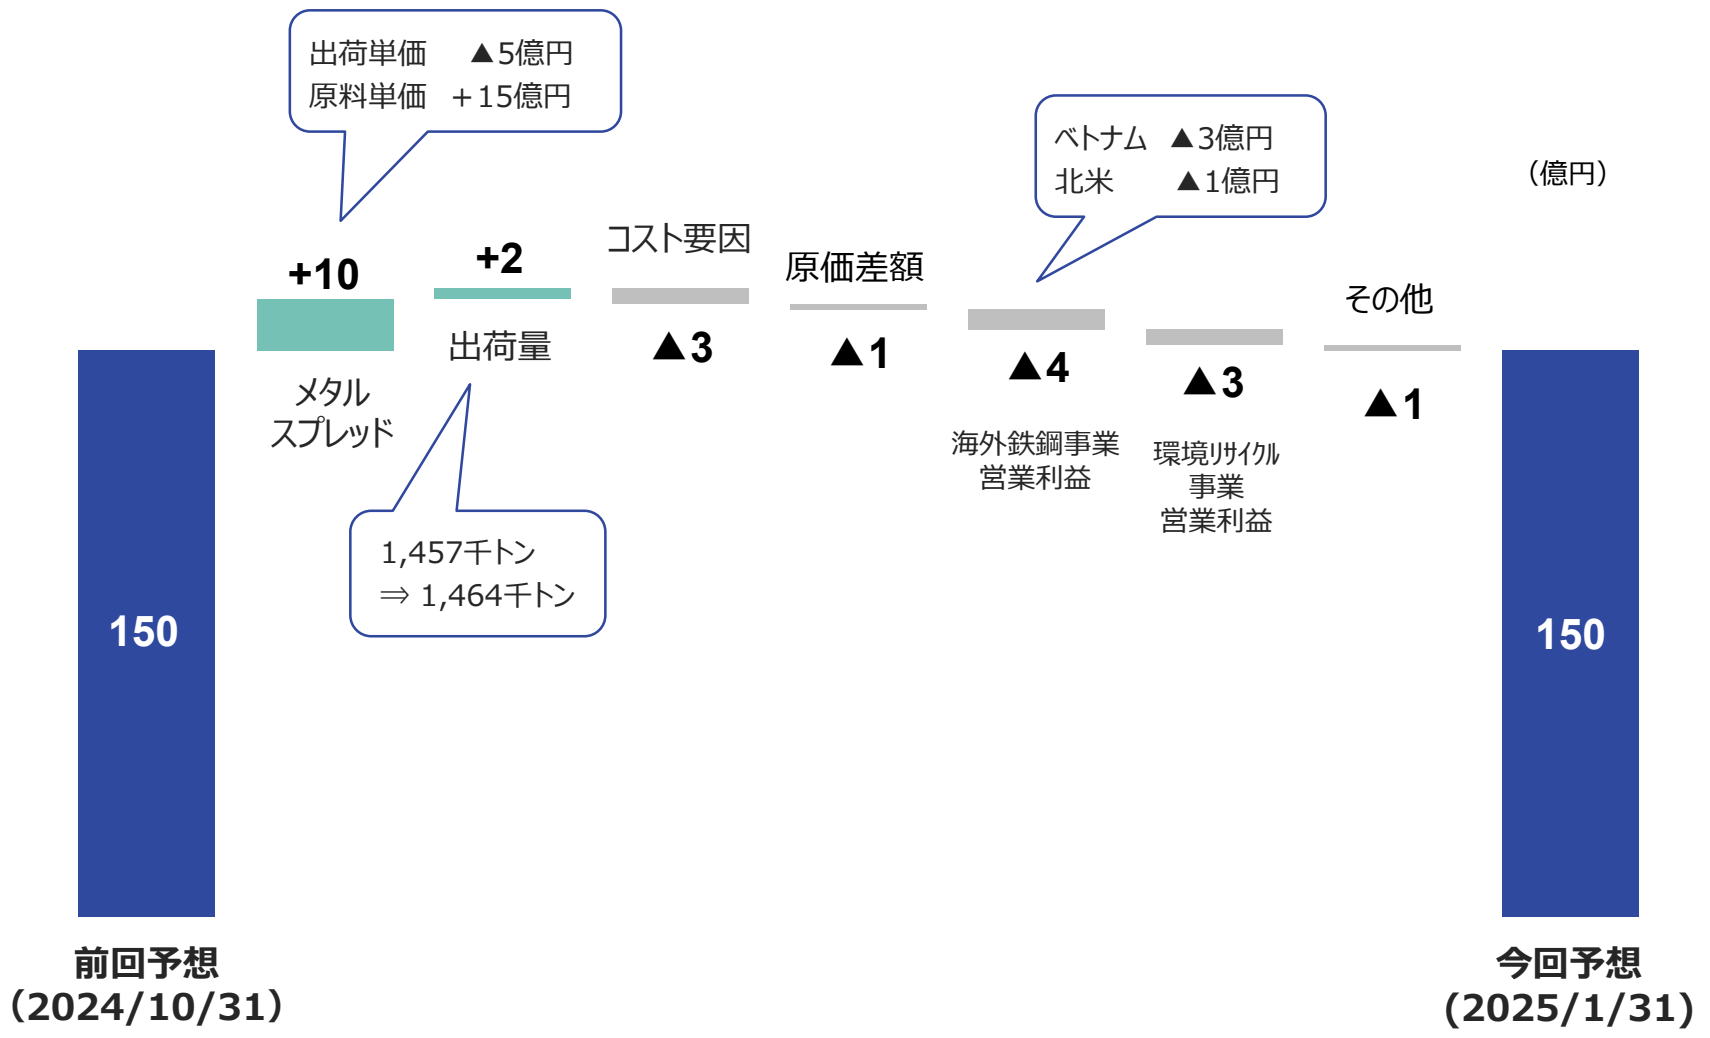 出荷単価 ▲5億円
原料単価 +15億円
ベトナム ▲3億円
北米 ▲1億円
（億円）
+10
メタル
スプレッド
+2
出荷量
1,457千トン
⇒ 1,464千トン
コスト要因
▲3
原価差額
▲1
▲4
海外鉄鋼事業
営業利益
▲3
環境リサイクル
事業
営業利益
その他
▲1
150
前回予想
（2024/10/31）
150
今回予想
(2025/1/31)